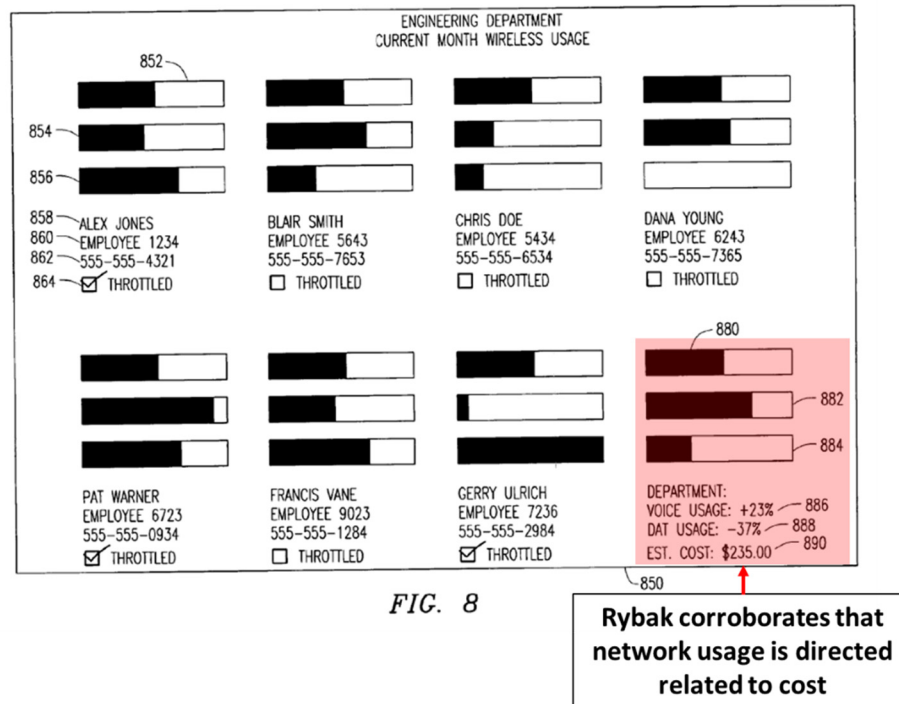 ENGINEERING DEPARTMENT
CURRENT MONTH WIRELESS USAGE
852
854
856
858
ALEX JONES
860
EMPLOYEE 1234
862
555-555-4321
864
THROTTLED
BLAIR SMITH
EMPLOYEE 5643
555-555-7653
THROTTLED
CHRIS DOE
EMPLOYEE 5434
555-555-6534
THROTTLED
DANA YOUNG
EMPLOYEE 6243
555-555-7365
THROTTLED
PAT WARNER
EMPLOYEE 6723
555-555-0934
THROTTLED
FRANCIS VANE
EMPLOYEE 9023
555-555-1284
THROTTLED
GERRY ULRICH
EMPLOYEE 7236
555-555-2984
THROTTLED
880
882
884
DEPARTMENT:
VOICE USAGE: +23% 886
DAT USAGE: -37% 888
EST. COST: $235.00 890
850
FIG. 8
Rybak corroborates that
network usage is directed
related to cost